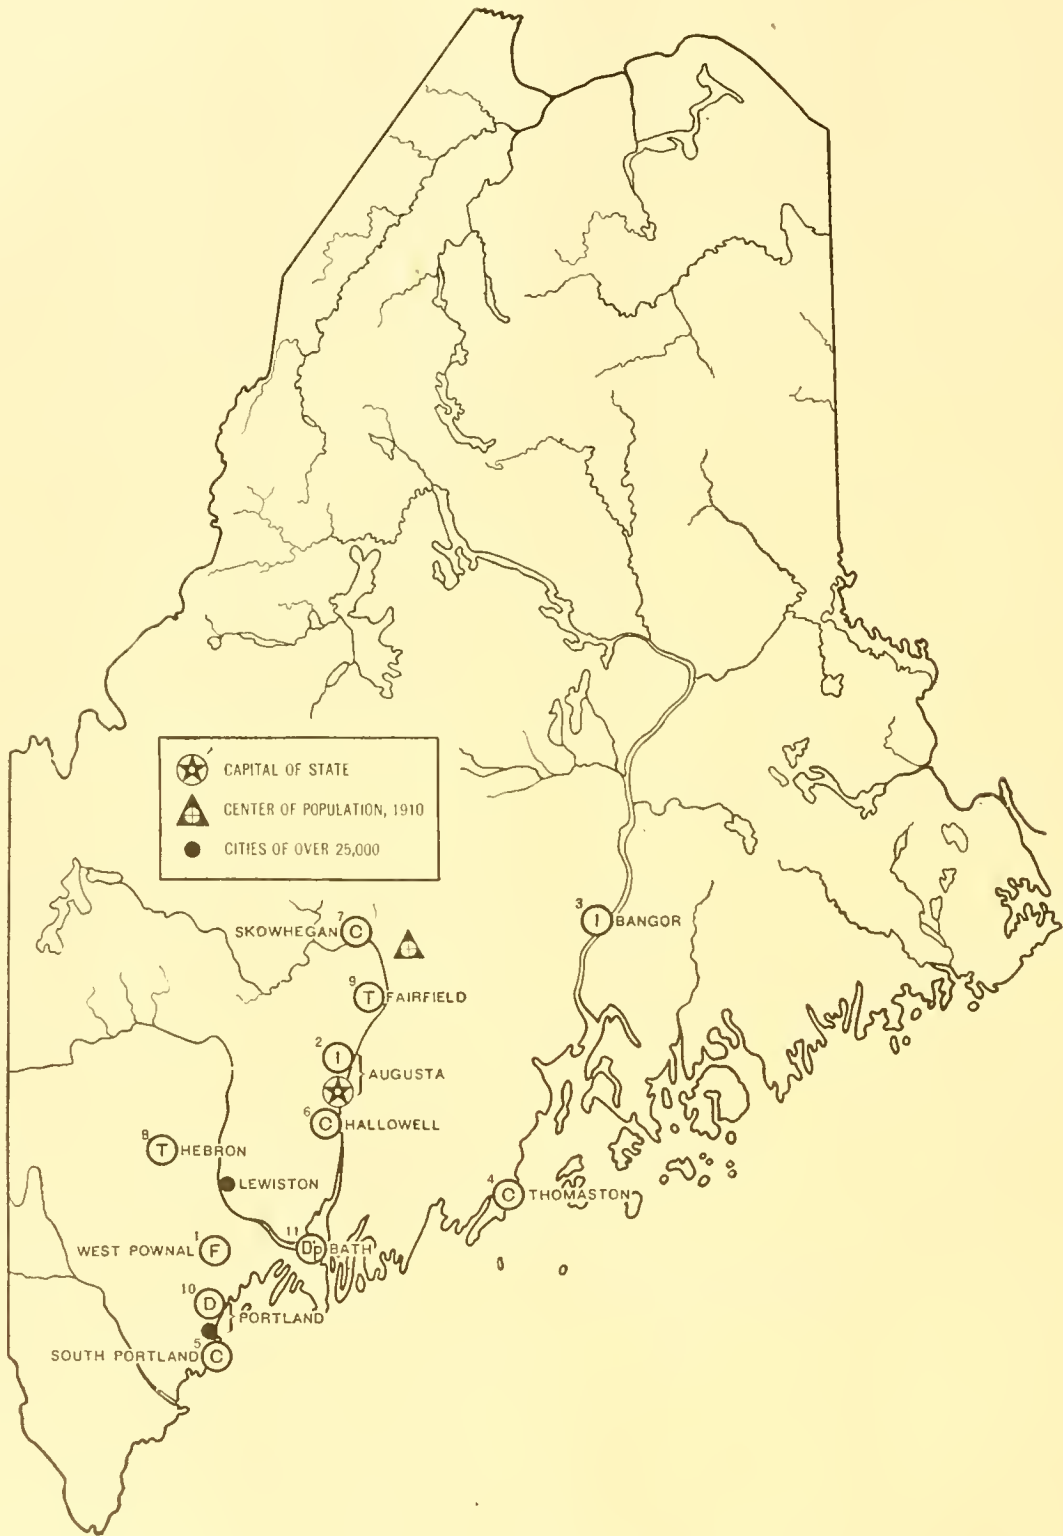 CAPITAL OF STATE
CENTER OF POPULATION, 1910
CITIES OF OVER 25,000
7
SKOWHEGAN C
3
I BANGOR
9
T FAIRFIELD
2
I
AUGUSTA
6
C HALLOWELL
8
T HEBRON
LEWISTON
4
C THOMASTON
1
WEST POWNAL F
11
Dp BATH
10
D
PORTLAND
5
SOUTH PORTLAND C